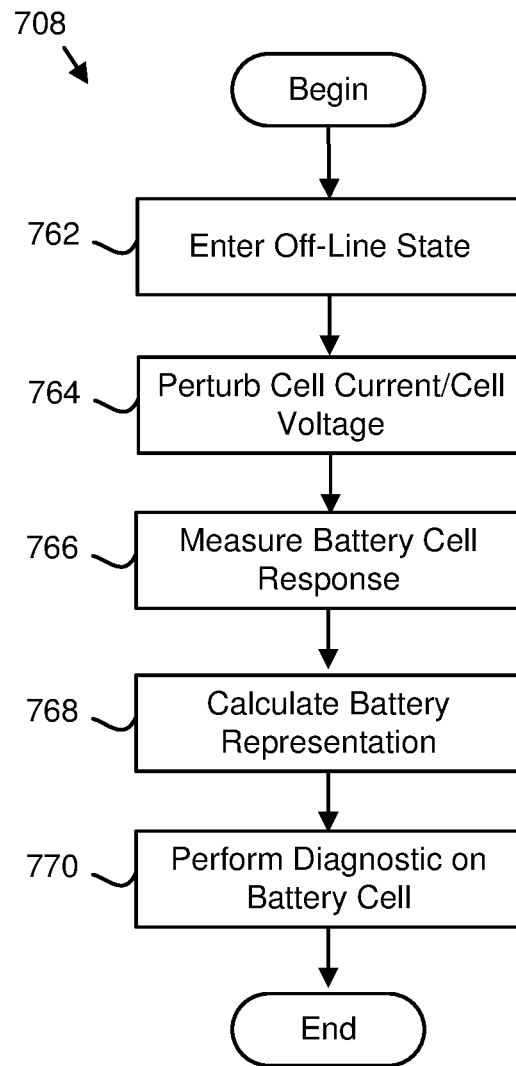 708
Begin
762
Enter Off-Line State
764
Perturb Cell Current/Cell
Voltage
766
Measure Battery Cell
Response
768
Calculate Battery
Representation
770
Perform Diagnostic on
Battery Cell
End